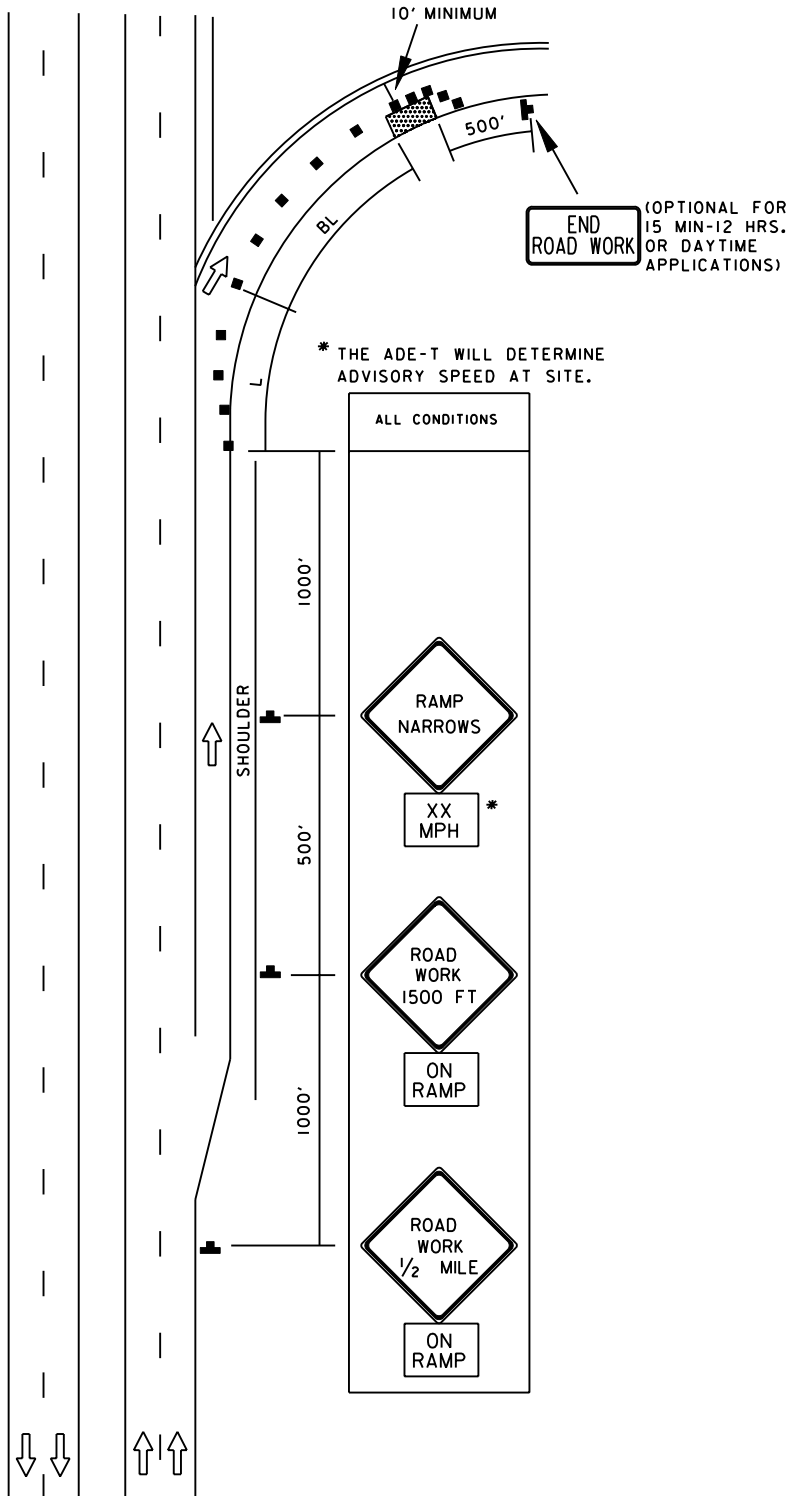 10' MINIMUM
500'
END
ROAD WORK
(OPTIONAL FOR
15 MIN-12 HRS.
OR DAYTIME
APPLICATIONS)
BL
L
* THE ADE-T WILL DETERMINE
ADVISORY SPEED AT SITE.
ALL CONDITIONS
1000'
RAMP
NARROWS
XX
MPH
*
SHOULDER
500'
ROAD
WORK
1500 FT
ON
RAMP
1000'
ROAD
WORK
1/2 MILE
ON
RAMP